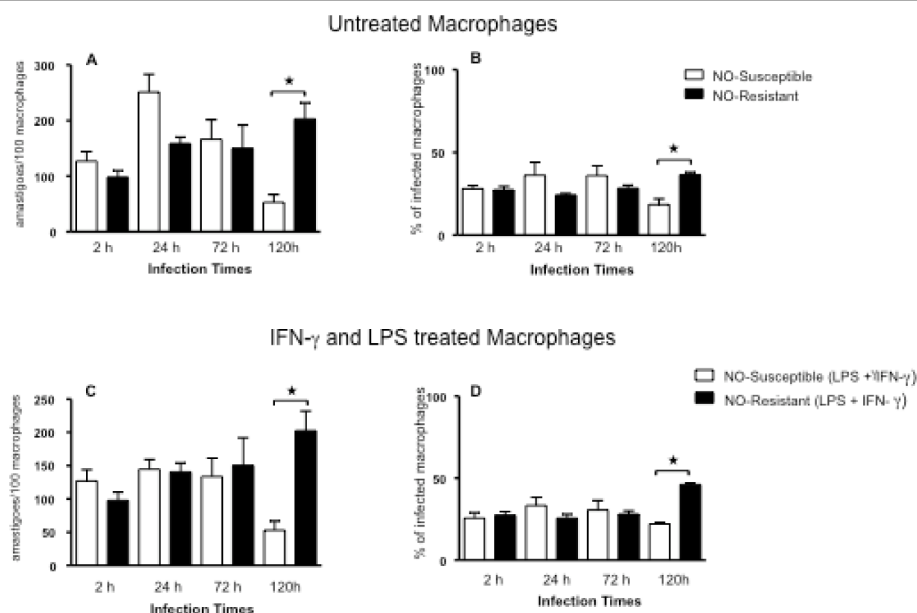 Untreated Macrophages
A
amastigoes/100 macrophages
300
200
100
0
2 h 24 h 72 h 120h
Infection Times
★
B
% of infected macrophages
100
50
0
2 h 24 h 72 h 120h
Infection Times
★
NO-Susceptible
NO-Resistant
IFN-γ and LPS treated Macrophages
C
amastigoes/100 macrophages
250
200
150
100
50
0
2 h 24 h 72 h 120h
Infection Times
★
D
% of infected macrophages
100
50
0
2 h 24 h 72 h 120h
Infection Times
★
NO-Susceptible (LPS +IFN-γ)
NO-Resistant (LPS + IFN- γ)